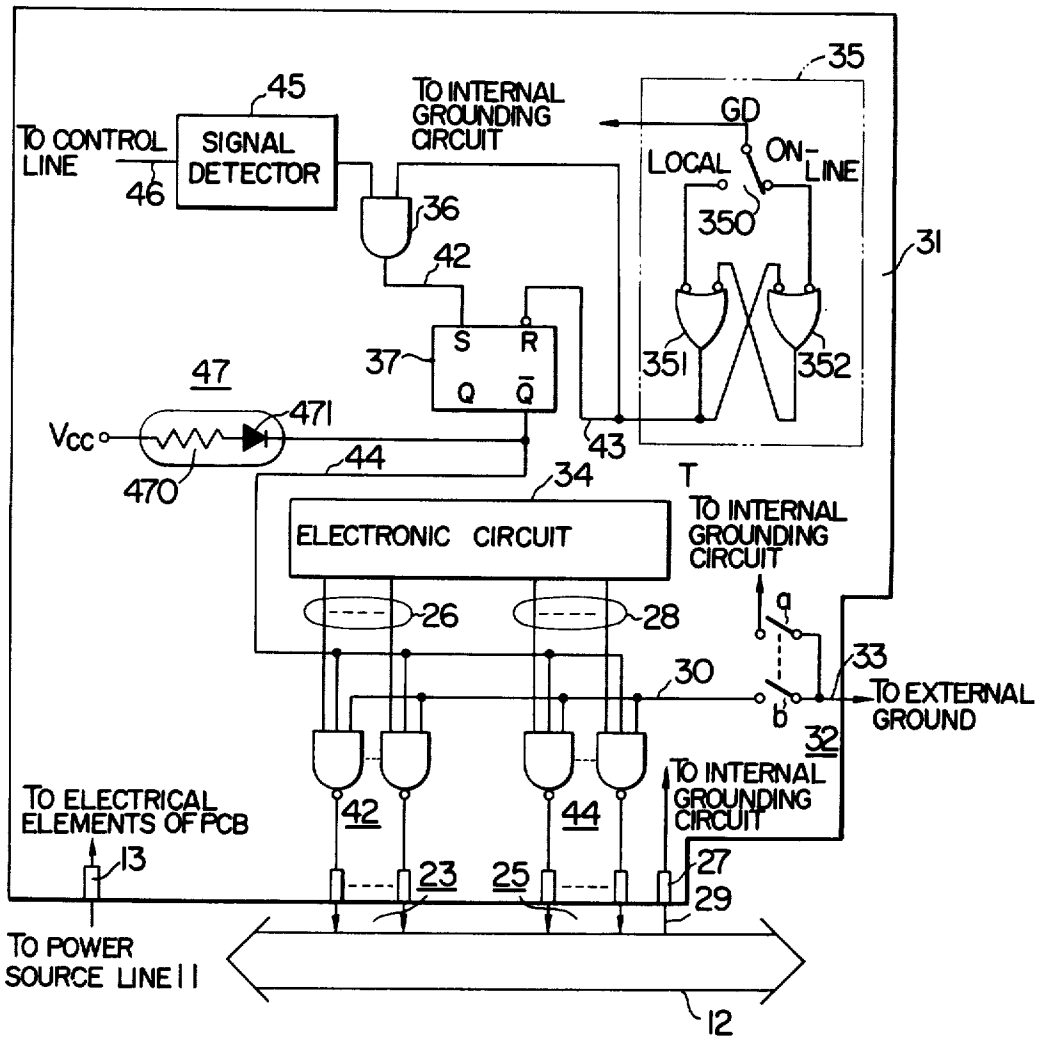 45
TO CONTROL
LINE
46
SIGNAL
DETECTOR
TO INTERNAL
GROUNDING
CIRCUIT
35
GD
LOCAL
ON-
LINE
350
31
36
42
351
352
S
R
37
Q
Q̅
43
47
471
VCC
470
44
34
T
ELECTRONIC CIRCUIT
TO INTERNAL
GROUNDING
CIRCUIT
26
28
a
30
33
b
TO EXTERNAL
GROUND
32
TO ELECTRICAL
ELEMENTS OF PCB
13
42
44
TO INTERNAL
GROUNDING
CIRCUIT
23
25
27
29
TO POWER
SOURCE LINE 11
12